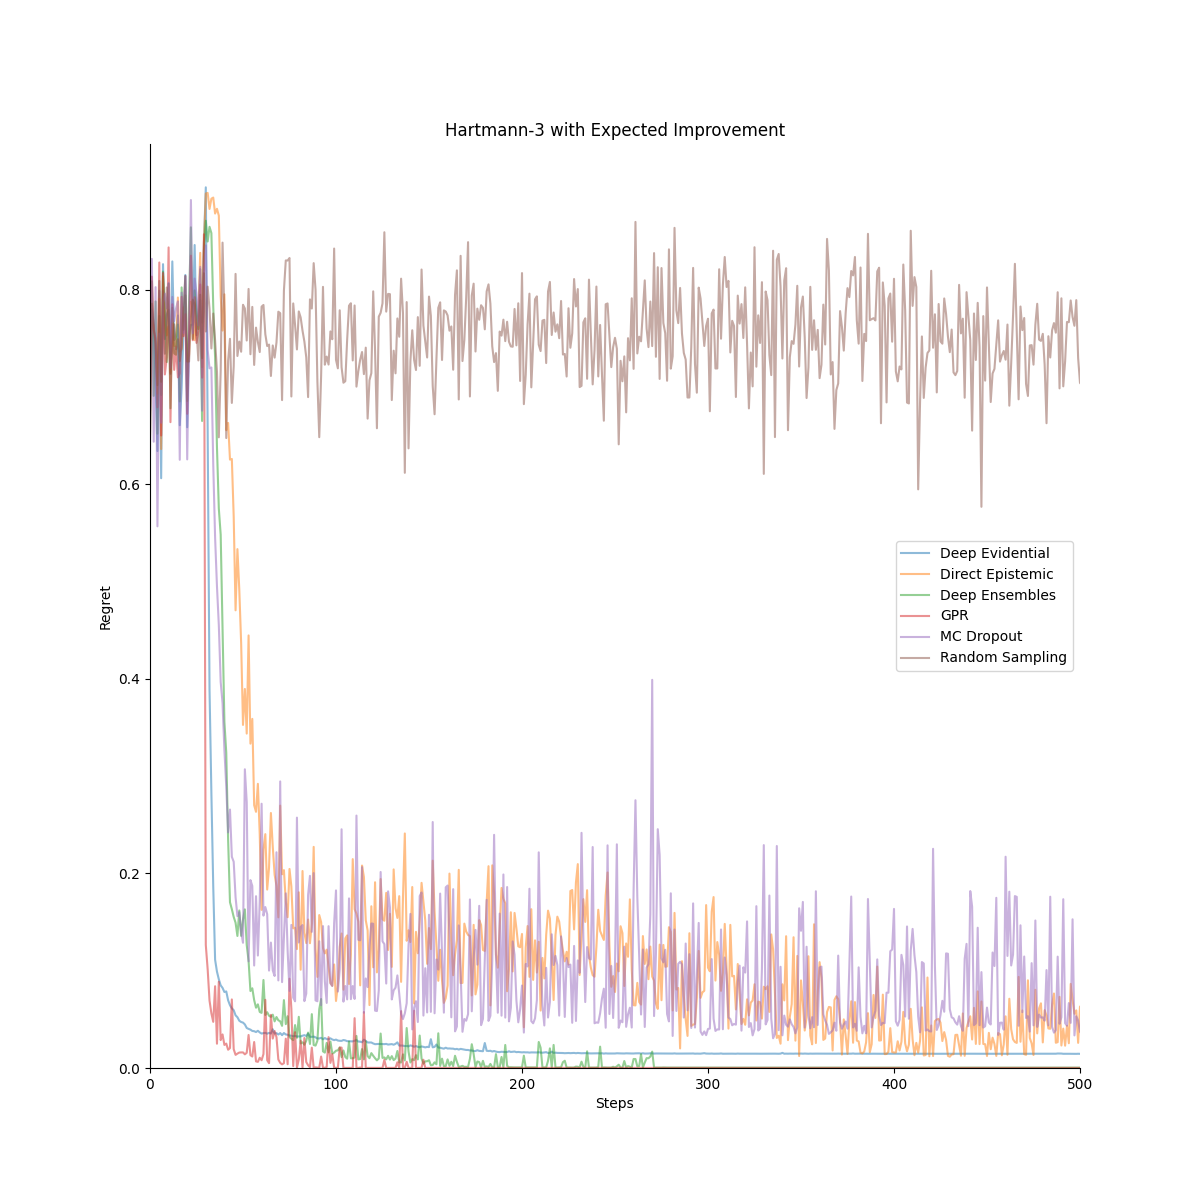 Hartmann-3 with Expected Improvement
0.8
0.6
0.4
0.2
0.0
Regret
0
100
200
300
400
500
Steps
Deep Evidential
Direct Epistemic
Deep Ensembles
GPR
MC Dropout
Random Sampling